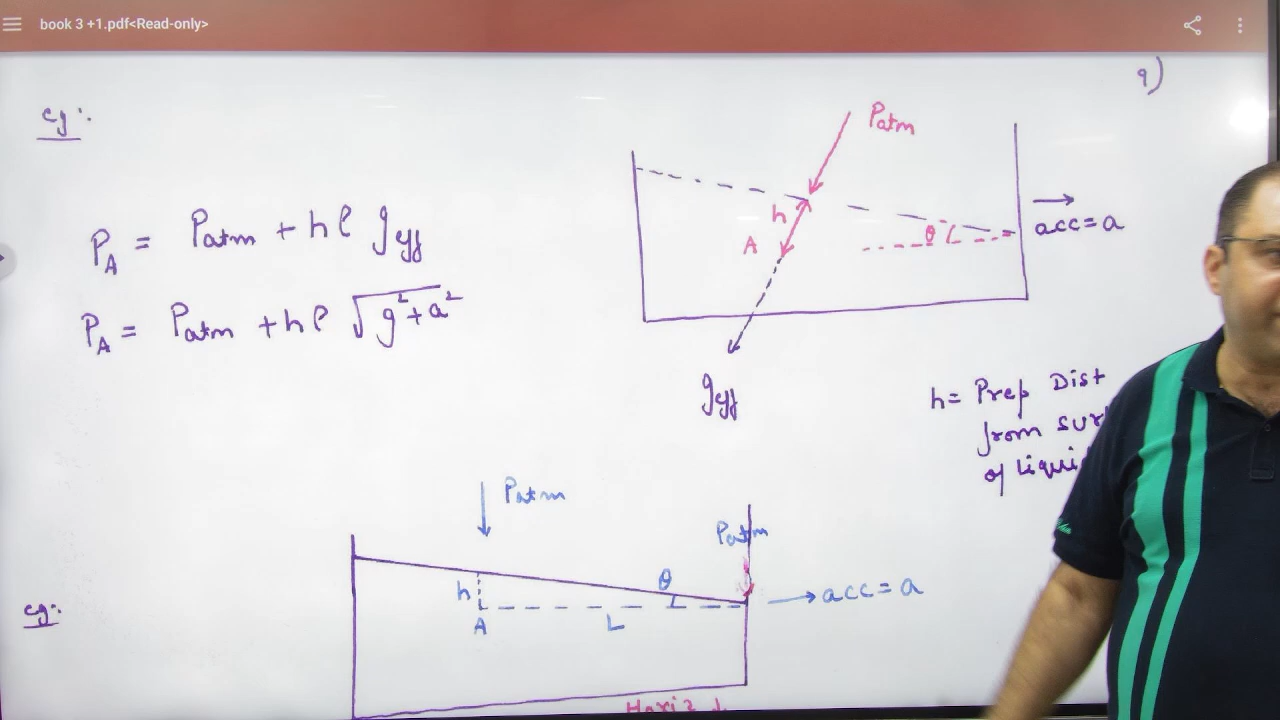 book 3 +1.pdf<Read-only>
9)
eg:
Patm
h
A
θ
acc = a
P_A = Patm + hρ g_eff
P_A = Patm + hρ √g²+a²
g_eff
h = Prep Dist
from sur
of liqui
Patm
Patm
h
θ
acc = a
A
L
eg: